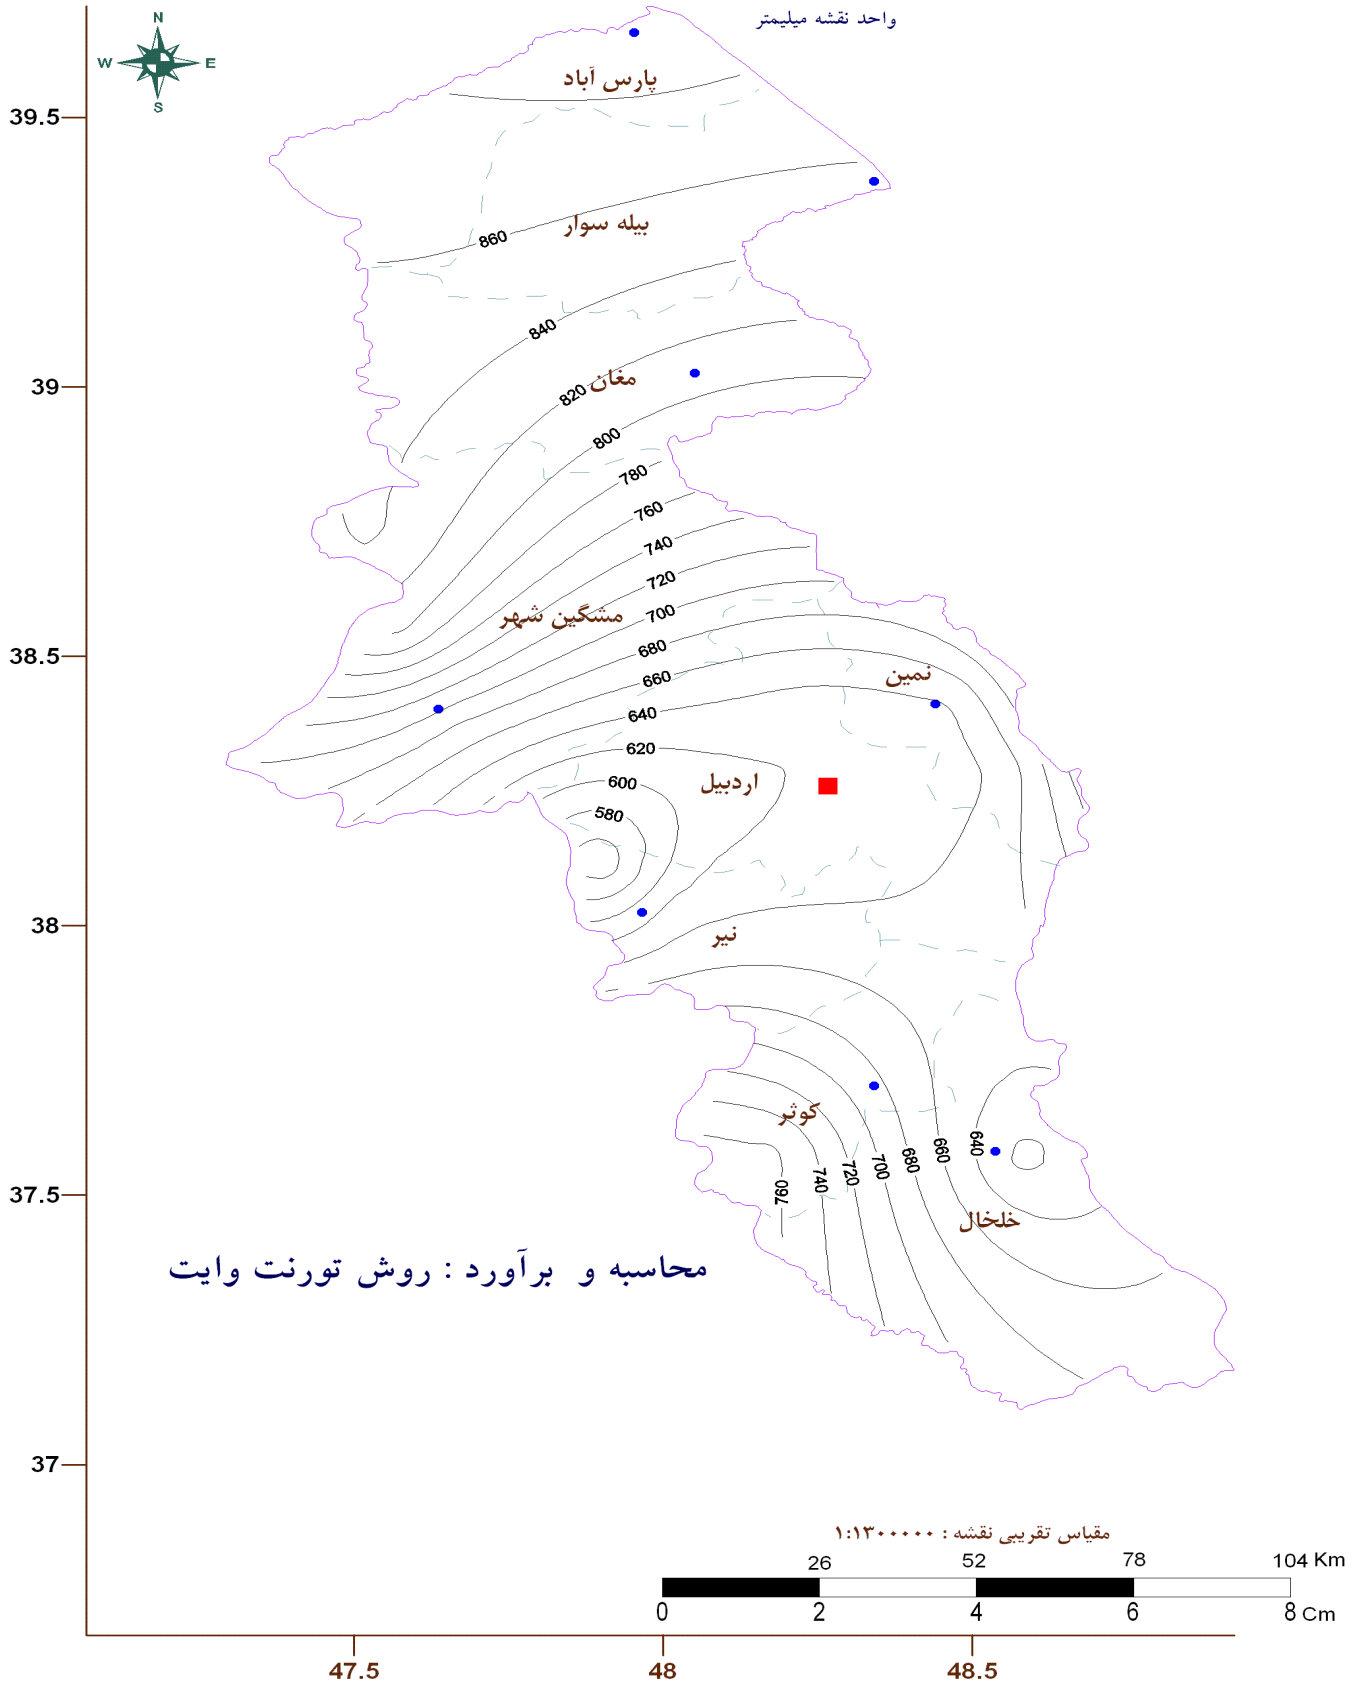 واحد نقشه میلیمتر
N
W E
S
پارس آباد
39.5
بیله سوار
860
840
39
مغان
820
800
780
760
740
720
مشگین شهر
700
38.5
680
660
نمین
640
620
اردبیل
600
580
38
نیر
کوثر
760
740
720
700
680
660
640
37.5
خلخال
محاسبه و برآورد : روش تورنت وایت
37
مقیاس تقریبی نقشه : ۱:۱۳۰۰۰۰۰
26 52 78 104 Km
0 2 4 6 8 Cm
47.5 48 48.5